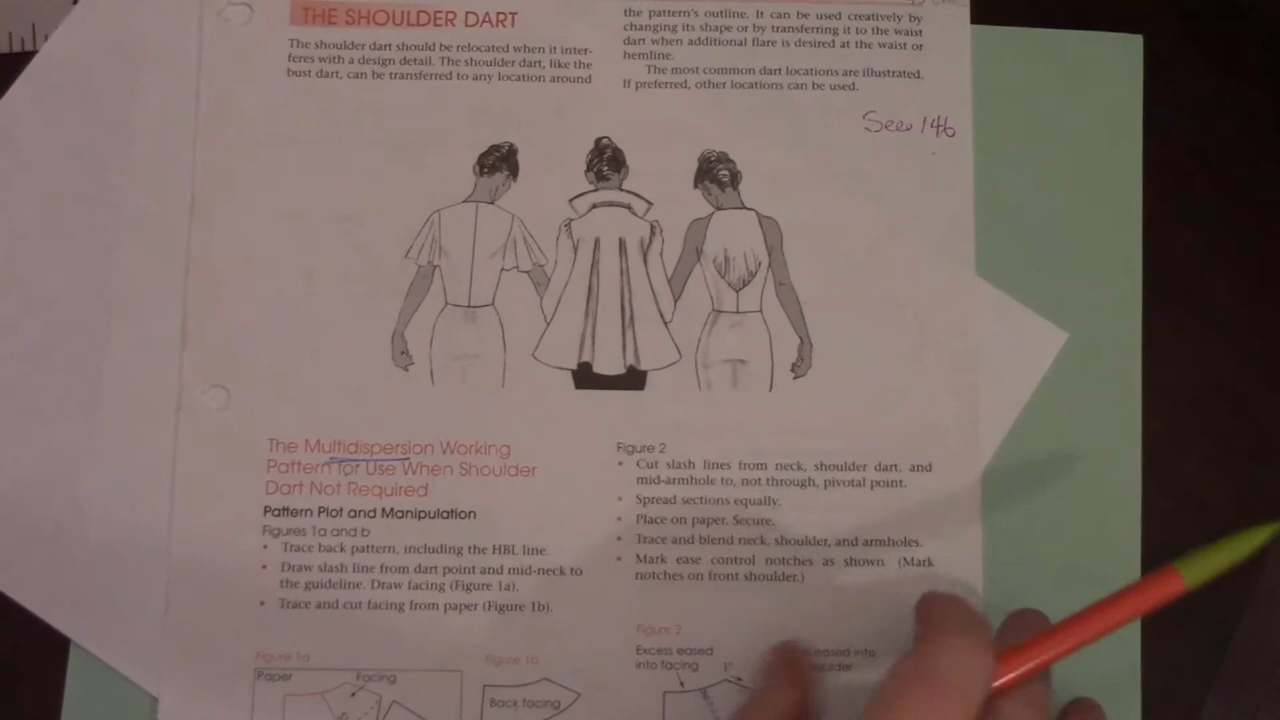 THE SHOULDER DART
The shoulder dart should be relocated when it inter-
feres with a design detail. The shoulder dart, like the
bust dart, can be transferred to any location around
the pattern's outline. It can be used creatively by
changing its shape or by transferring it to the waist
dart when additional flare is desired at the waist or
hemline.
The most common dart locations are illustrated.
If preferred, other locations can be used.
See 146
The Multidispersion Working
Pattern for Use When Shoulder
Dart Not Required
Pattern Plot and Manipulation
Figures 1a and b
• Trace back pattern, including the HBL line.
• Draw slash line from dart point and mid-neck to
the guideline. Draw facing (Figure 1a).
• Trace and cut facing from paper (Figure 1b).
Figure 2
• Cut slash lines from neck, shoulder dart, and
mid-armhole to, not through, pivotal point.
• Spread sections equally.
• Place on paper. Secure.
• Trace and blend neck, shoulder, and armholes.
• Mark ease control notches as shown (Mark
notches on front shoulder.)
Figure 1a
Paper
Facing
Figure 1b
Back facing
Figure 2
Excess eased
into facing
1"
eased into